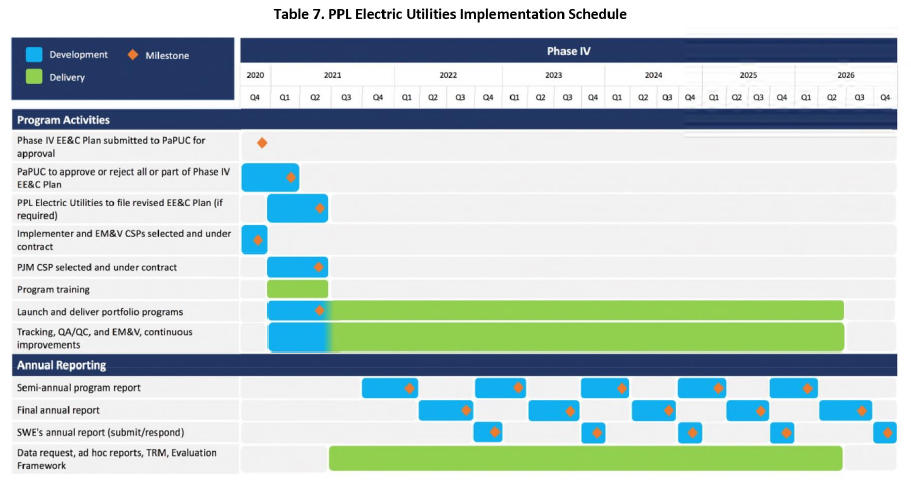 Table 7. PPL Electric Utilities Implementation Schedule
Development Milestone
Delivery
Phase IV
2020 2021 2022 2023 2024 2025 2026
Q4 Q1 Q2 Q3 Q4 Q1 Q2 Q3 Q4 Q1 Q2 Q3 Q4 Q1 Q2 Q3 Q4 Q1 Q2 Q3 Q4 Q1 Q2 Q3 Q4
Program Activities
Phase IV EE&C Plan submitted to PaPUC for
approval
PaPUC to approve or reject all or part of Phase IV
EE&C Plan
PPL Electric Utilities to file revised EE&C Plan (if
required)
Implementer and EM&V CSPs selected and under
contract
PJM CSP selected and under contract
Program training
Launch and deliver portfolio programs
Tracking, QA/QC, and EM&V, continuous
improvements
Annual Reporting
Semi-annual program report
Final annual report
SWE's annual report (submit/respond)
Data request, ad hoc reports, TRM, Evaluation
Framework